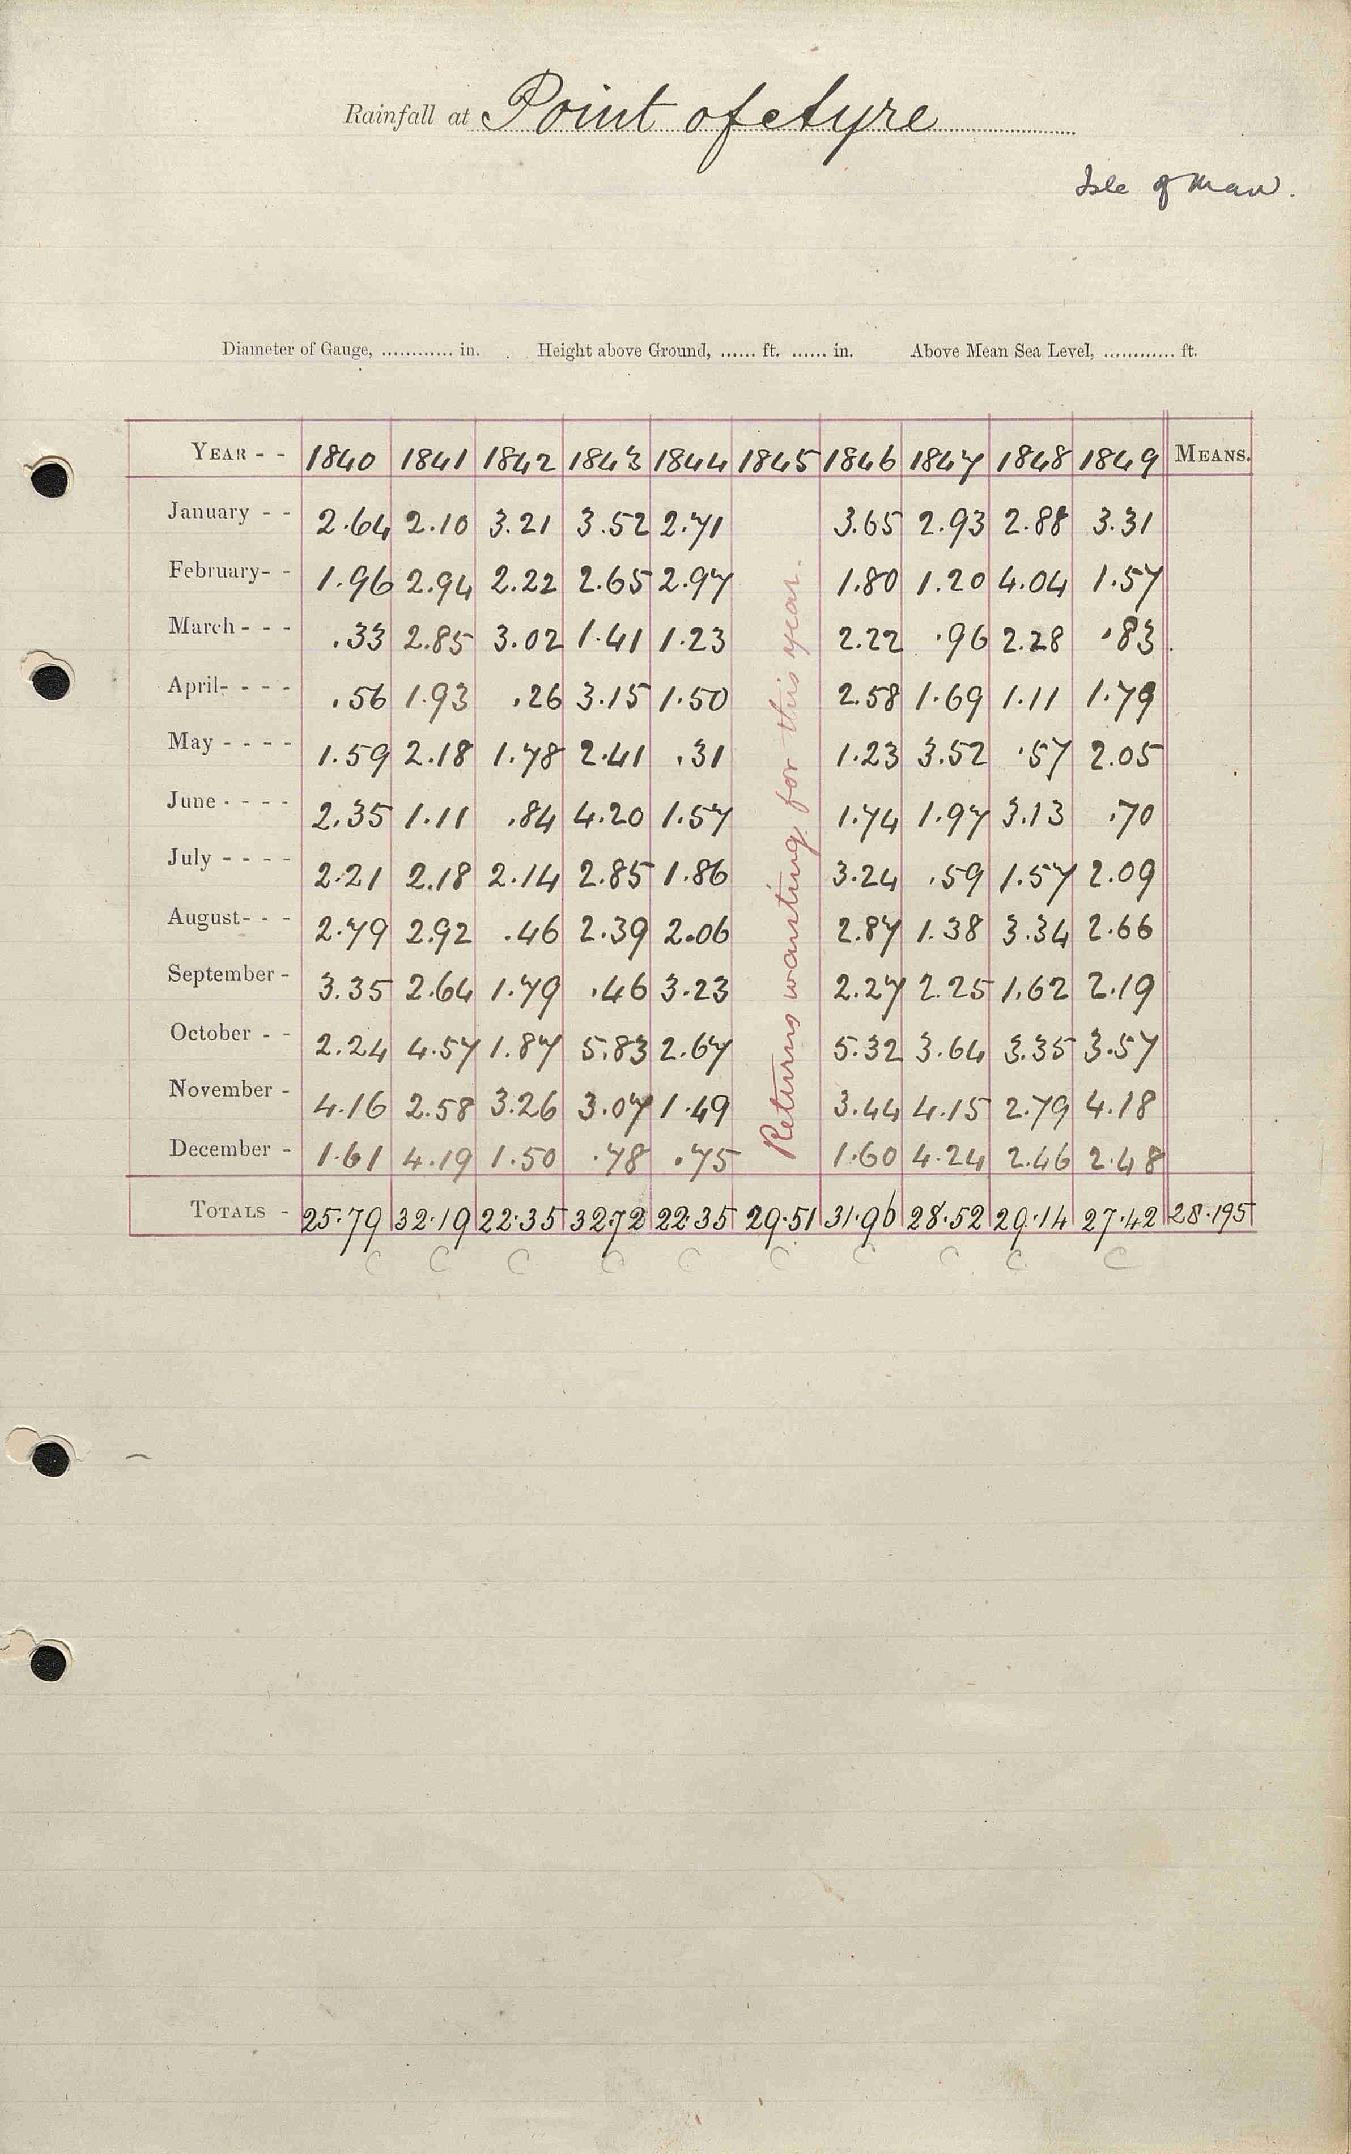 Rainfall at Point of Ayre
Isle of Man.
Diameter of Gauge, ............ in. Height above Ground, ...... ft. ...... in. Above Mean Sea Level, ............ ft.
YEAR - - 1840 1841 1842 1843 1844 1845 1846 1847 1848 1849 MEANS.
January - - 2.64 2.10 3.21 3.52 2.71 3.65 2.93 2.88 3.31
February- - 1.96 2.94 2.22 2.65 2.97 1.80 1.20 4.04 1.57
March - - - .33 2.85 3.02 1.41 1.23 2.22 .96 2.28 .83
April- - - - .56 1.93 .26 3.15 1.50 2.58 1.69 1.11 1.79
May - - - - 1.59 2.18 1.78 2.41 .31 1.23 3.52 .57 2.05
June - - - - 2.35 1.11 .84 4.20 1.57 1.74 1.97 3.13 .70
July - - - - 2.21 2.18 2.14 2.85 1.86 3.24 .59 1.57 2.09
August- - - 2.79 2.92 .46 2.39 2.06 2.87 1.38 3.34 2.66
September - 3.35 2.64 1.79 .46 3.23 2.27 2.25 1.62 2.19
October - - 2.24 4.57 1.87 5.83 2.67 5.32 3.64 3.35 3.57
November - 4.16 2.58 3.26 3.07 1.49 3.44 4.15 2.79 4.18
December - 1.61 4.19 1.50 .78 .75 1.60 4.24 2.46 2.48
Returns wanting for this year.
TOTALS - 25.79 32.19 22.35 32.72 22.35 29.51 31.96 28.52 29.14 27.42 28.195
C C C C C C C C C C